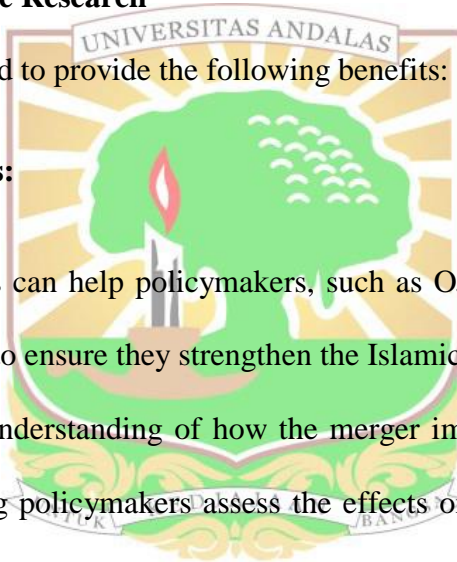 Research
UNIVERSITAS ANDALAS
d to provide the following benefits:
s:
can help policymakers, such as O
o ensure they strengthen the Islamic
nderstanding of how the merger im
g policymakers assess the effects o